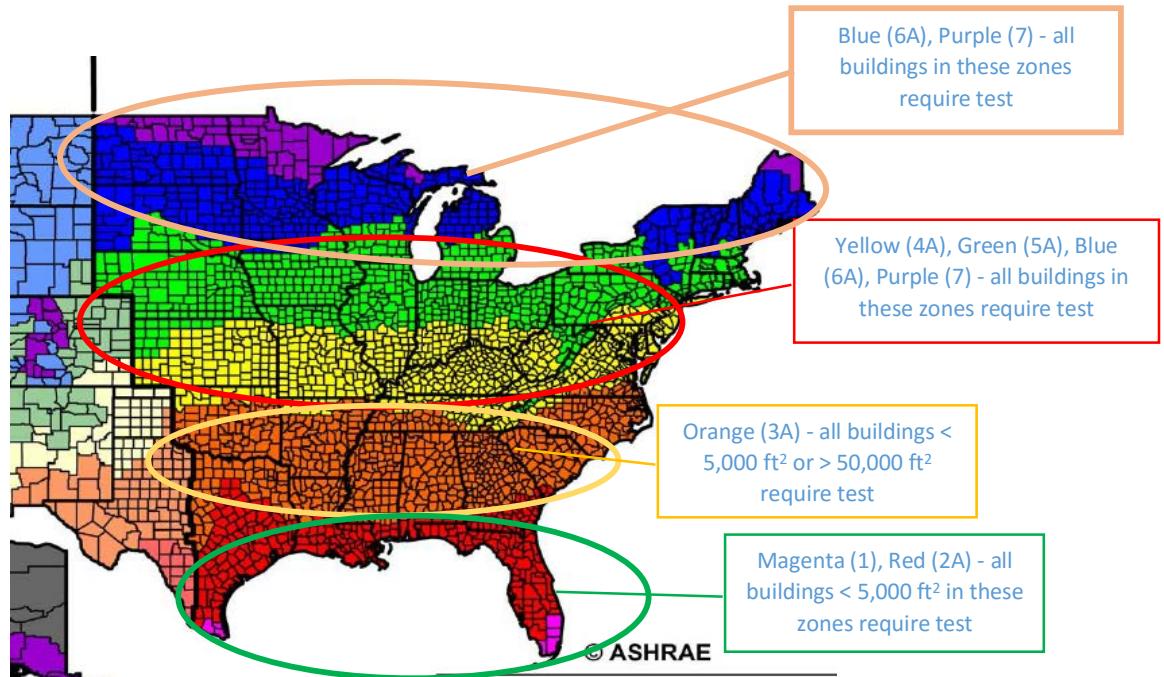 Blue (6A), Purple (7) - all
buildings in these zones
require test
Yellow (4A), Green (5A), Blue
(6A), Purple (7) - all buildings in
these zones require test
Orange (3A) - all buildings <
5,000 ft² or > 50,000 ft²
require test
Magenta (1), Red (2A) - all
buildings < 5,000 ft² in these
zones require test
© ASHRAE